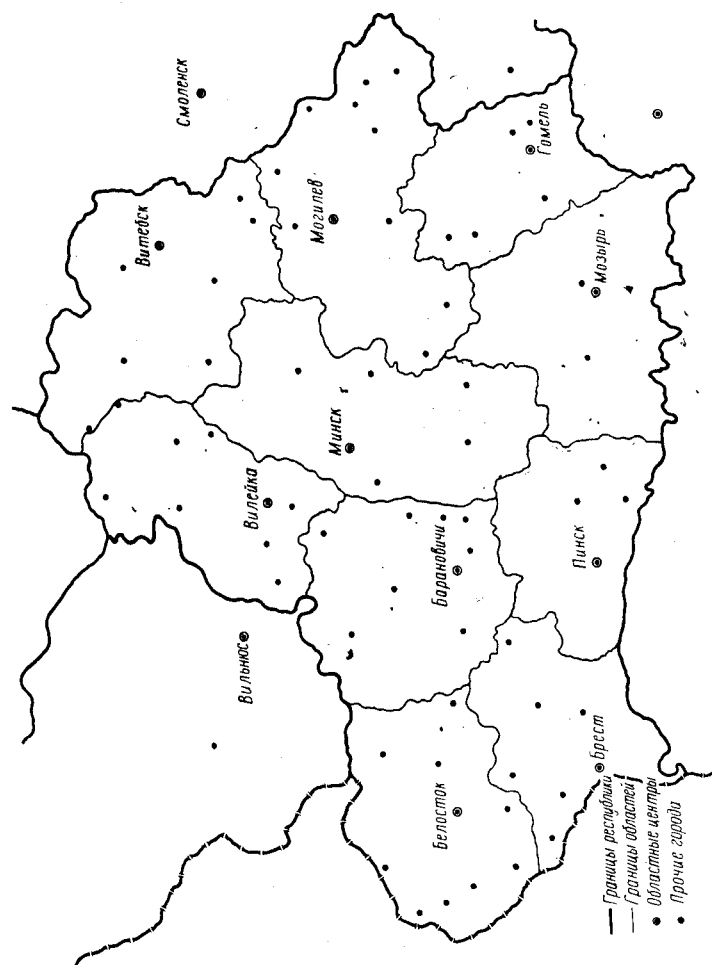 Смоленск
Витебск
Могилев
Гомель
Мозырь
Минск
Вилейка
Барановичи
Пинск
Вильнюс
Белосток
Брест
Границы республики
Границы областей
Областные центры
Прочие города